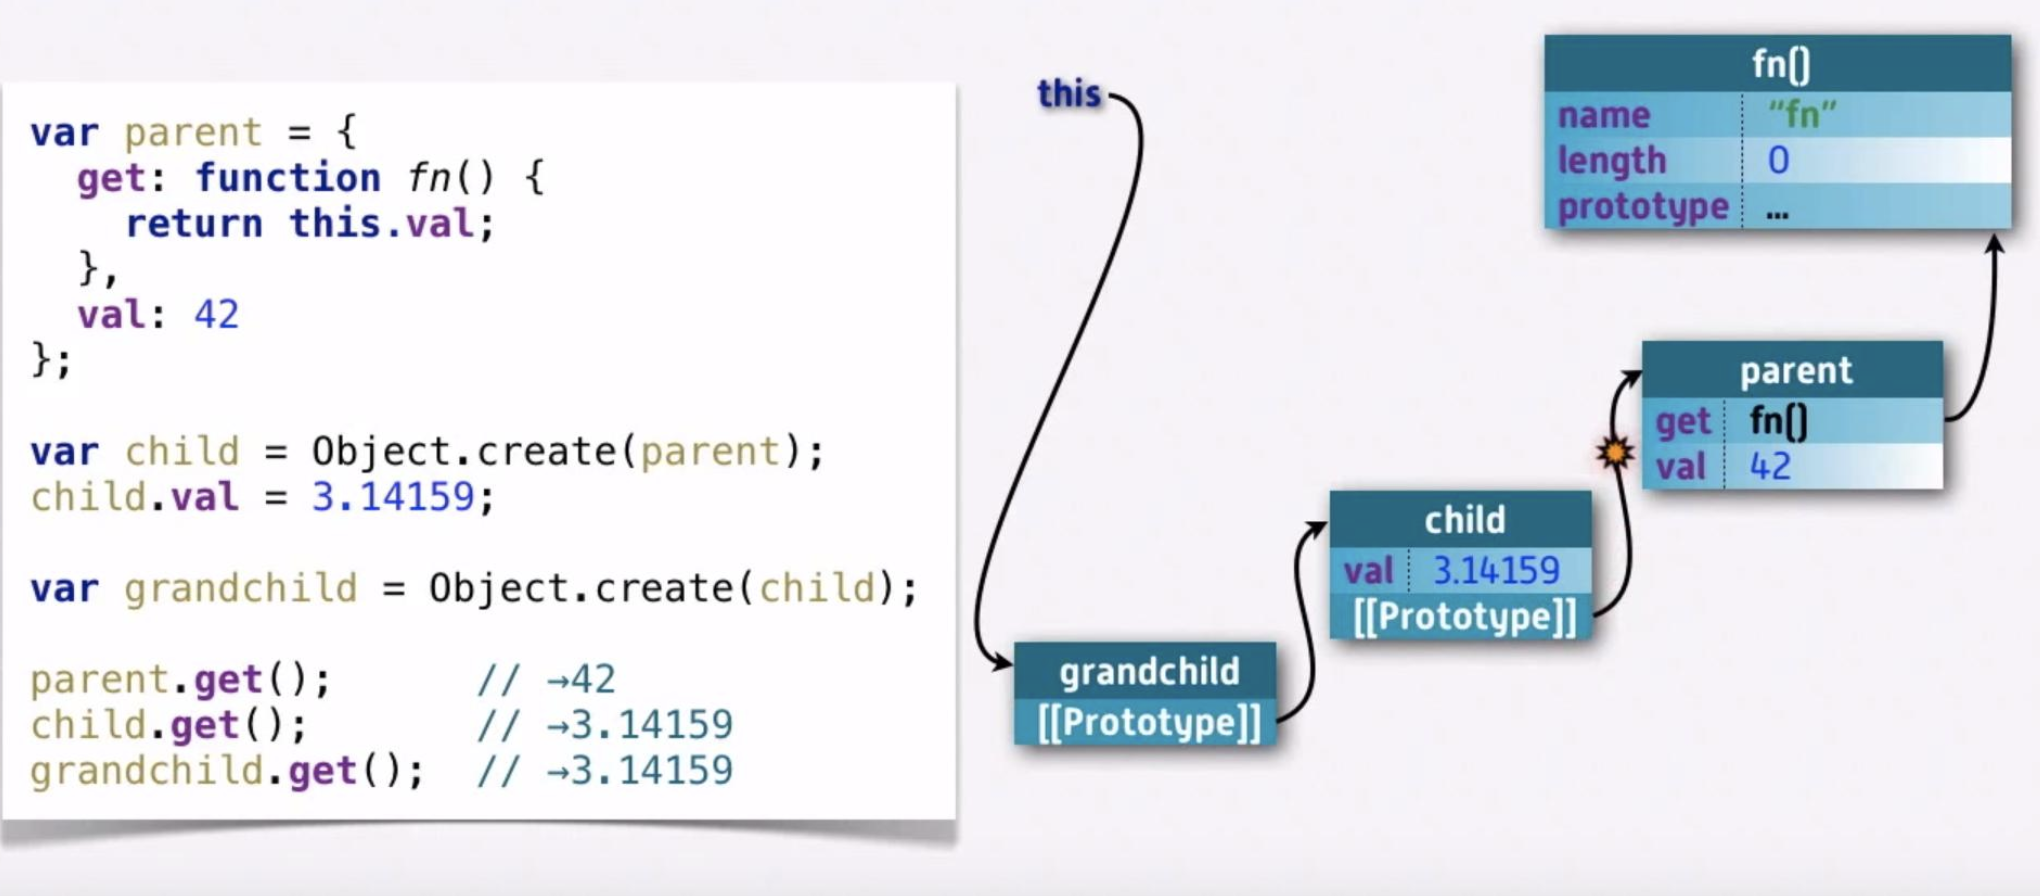 var parent = {
get: function fn() {
return this.val;
},
val: 42
};
var child = Object.create(parent);
child.val = 3.14159;
var grandchild = Object.create(child);
parent.get(); // →42
child.get(); // →3.14159
grandchild.get(); // →3.14159
this
fn()
name “fn”
length 0
prototype ...
parent
get fn()
val 42
child
val 3.14159
[[Prototype]]
grandchild
[[Prototype]]